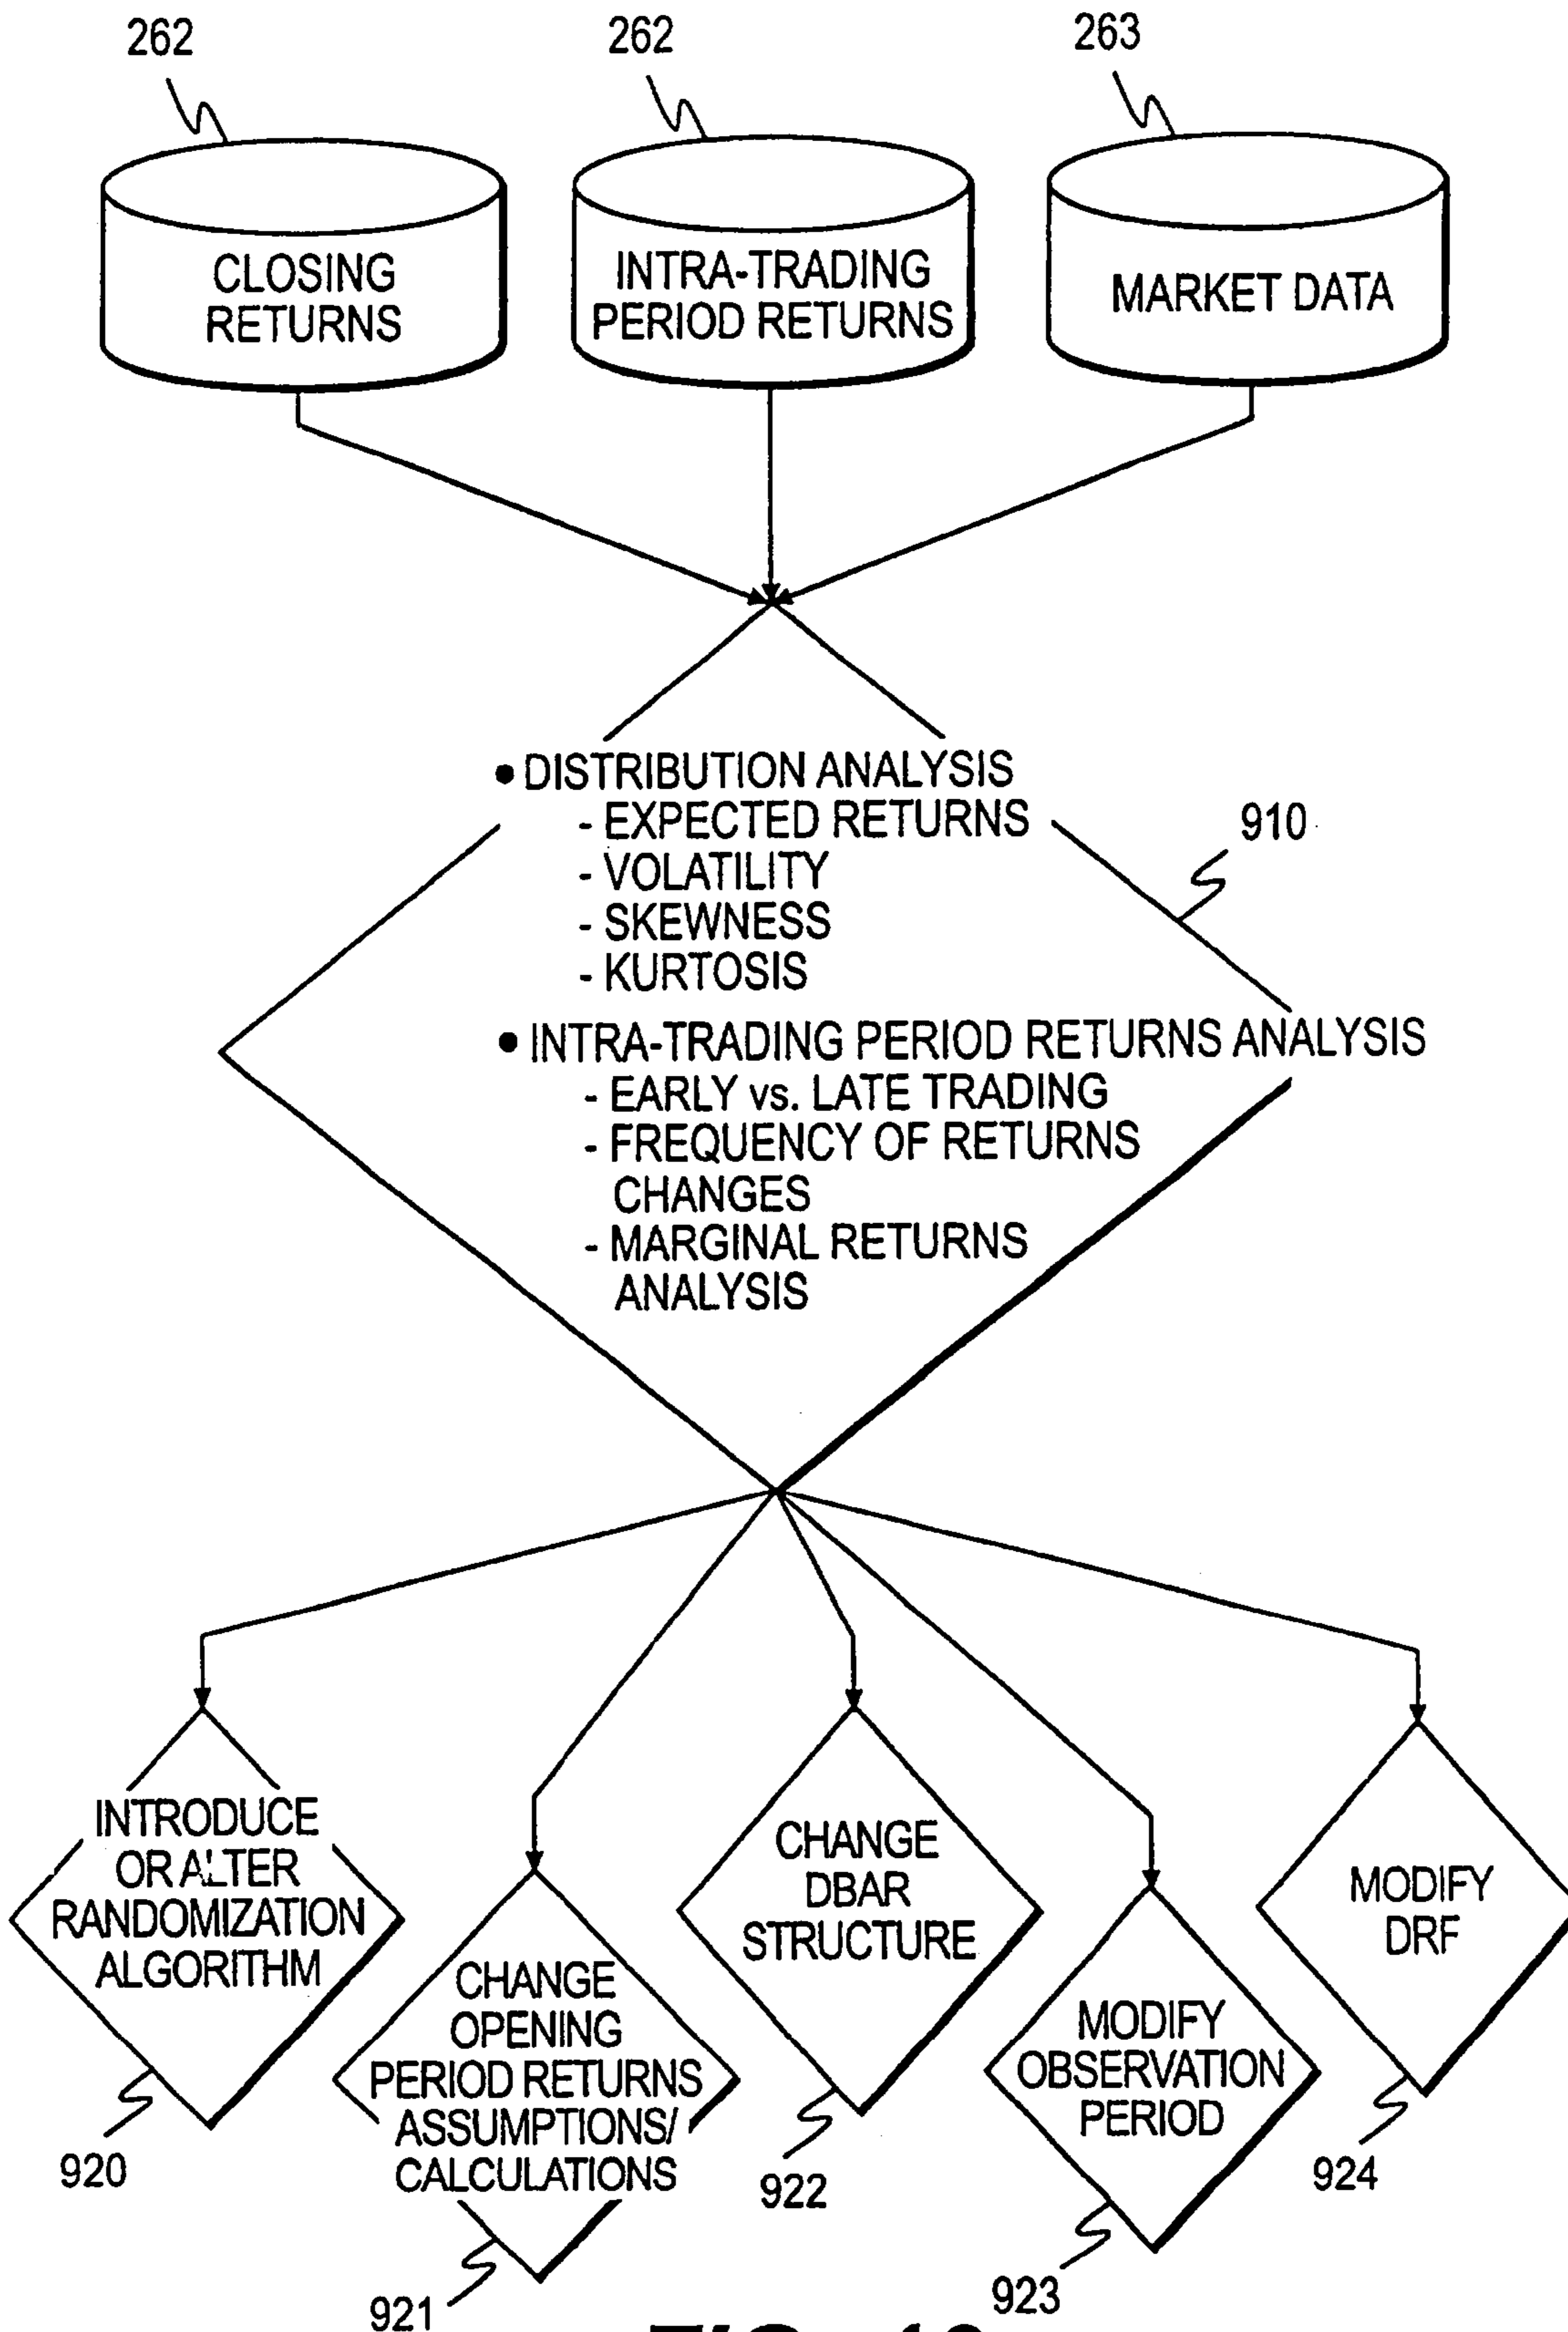 262
262
263
CLOSING
RETURNS
INTRA-TRADING
PERIOD RETURNS
MARKET DATA
• DISTRIBUTION ANALYSIS
- EXPECTED RETURNS
- VOLATILITY
- SKEWNESS
- KURTOSIS
910
• INTRA-TRADING PERIOD RETURNS ANALYSIS
- EARLY vs. LATE TRADING
- FREQUENCY OF RETURNS
CHANGES
- MARGINAL RETURNS
ANALYSIS
INTRODUCE
OR ALTER
RANDOMIZATION
ALGORITHM
920
CHANGE
OPENING
PERIOD RETURNS
ASSUMPTIONS/
CALCULATIONS
921
CHANGE
DBAR
STRUCTURE
922
MODIFY
OBSERVATION
PERIOD
923
MODIFY
DRF
924